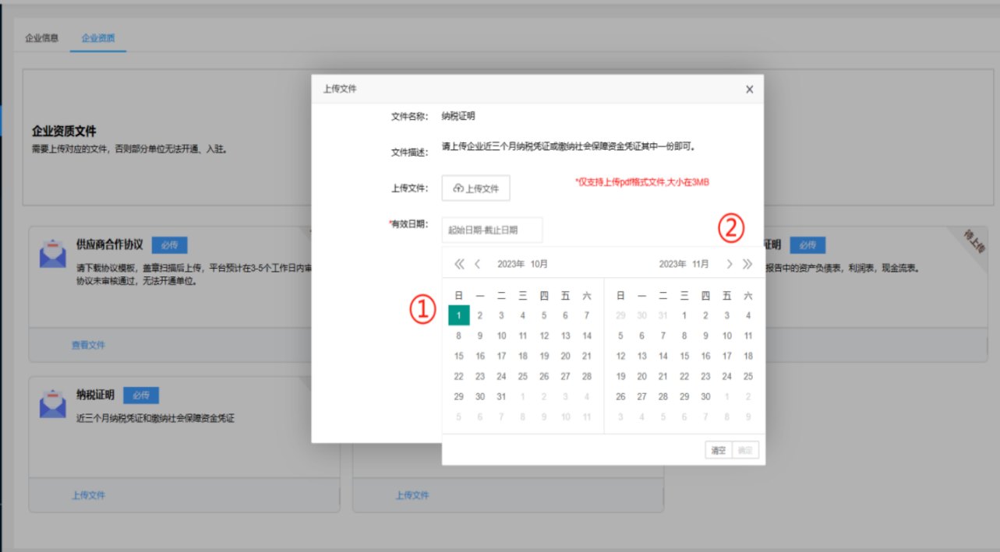 企业信息 企业资质
上传文件 X
文件名称： 纳税证明
文件描述： 请上传企业近三个月纳税凭证或缴纳社会保障资金凭证其中一份即可。
企业资质文件
需要上传对应的文件，否则部分单位无法开通、入驻。
上传文件： 上传文件 *仅支持上传pdf格式文件,大小在3MB
*有效日期： 起始日期-截止日期
②
供应商合作协议 必传
请下载协议模板，盖章扫描后上传，平台预计在3-5个工作日内审
协议未审核通过，无法开通单位。
查看文件
证明 必传 待上传
报告中的资产负债表，利润表，现金流表。
2023年 10月 2023年 11月
①
日 一 二 三 四 五 六 日 一 二 三 四 五 六
1 2 3 4 5 6 7 29 30 31 1 2 3 4
8 9 10 11 12 13 14 5 6 7 8 9 10 11
15 16 17 18 19 20 21 12 13 14 15 16 17 18
22 23 24 25 26 27 28 19 20 21 22 23 24 25
29 30 31 1 2 3 4 26 27 28 29 30 1 2
5 6 7 8 9 10 11 3 4 5 6 7 8 9
清空 确定
纳税证明 必传
近三个月纳税凭证和缴纳社会保障资金凭证
上传文件
上传文件